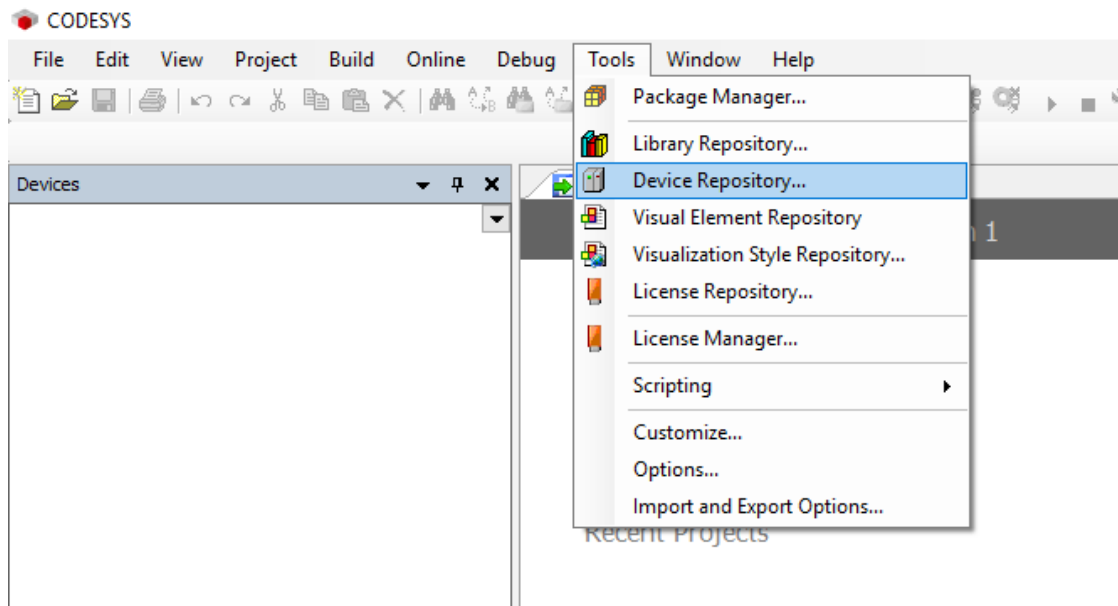 CODESYS
File Edit View Project Build Online Debug Tools Window Help
Package Manager...
Library Repository...
Devices
Device Repository...
Visual Element Repository
1
Visualization Style Repository...
License Repository...
License Manager...
Scripting
Customize...
Options...
Import and Export Options...
Recent Projects